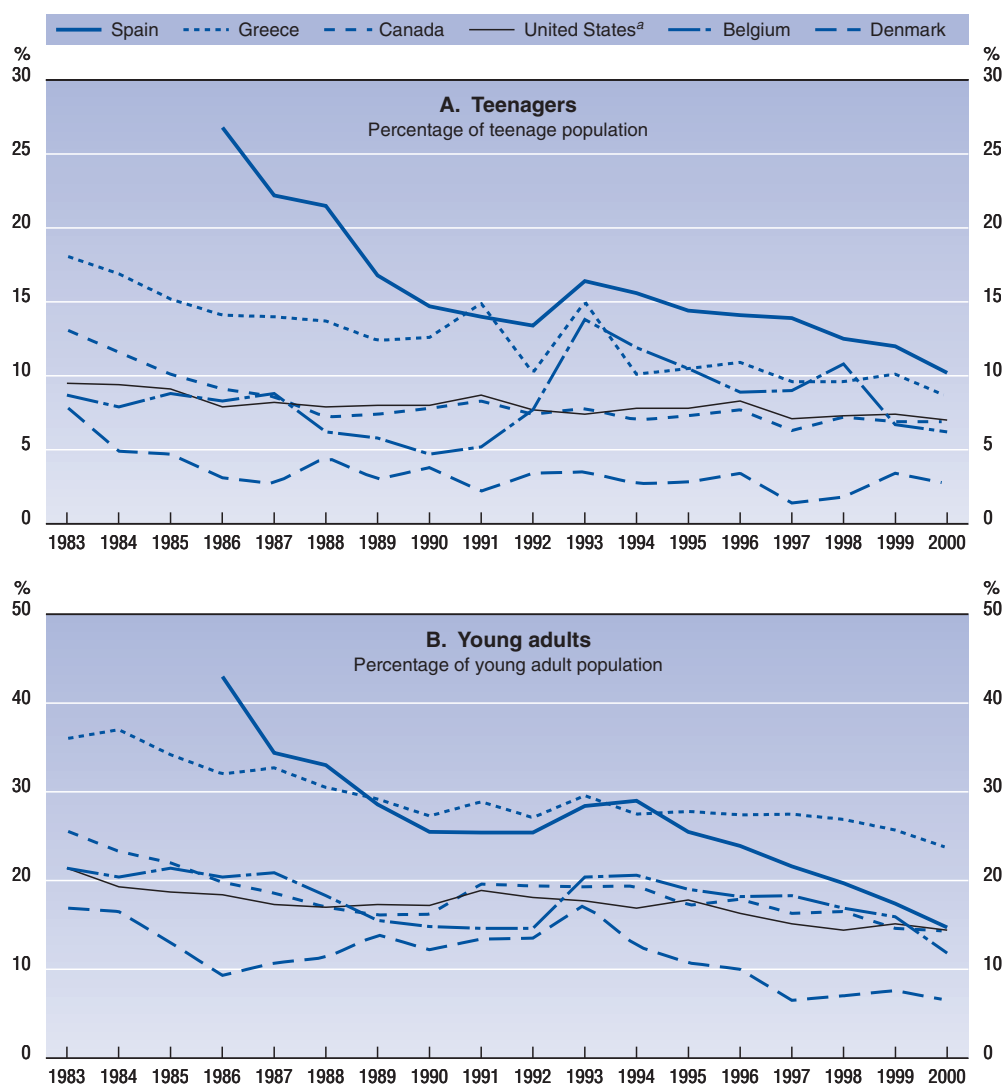 Spain Greece Canada United Statesa Belgium Denmark
% %
30 30
A. Teenagers
Percentage of teenage population
25 25
20 20
15 15
10 10
5 5
0 0
1983 1984 1985 1986 1987 1988 1989 1990 1991 1992 1993 1994 1995 1996 1997 1998 1999 2000
% %
50 50
B. Young adults
Percentage of young adult population
40 40
30 30
20 20
10 10
0 0
1983 1984 1985 1986 1987 1988 1989 1990 1991 1992 1993 1994 1995 1996 1997 1998 1999 2000